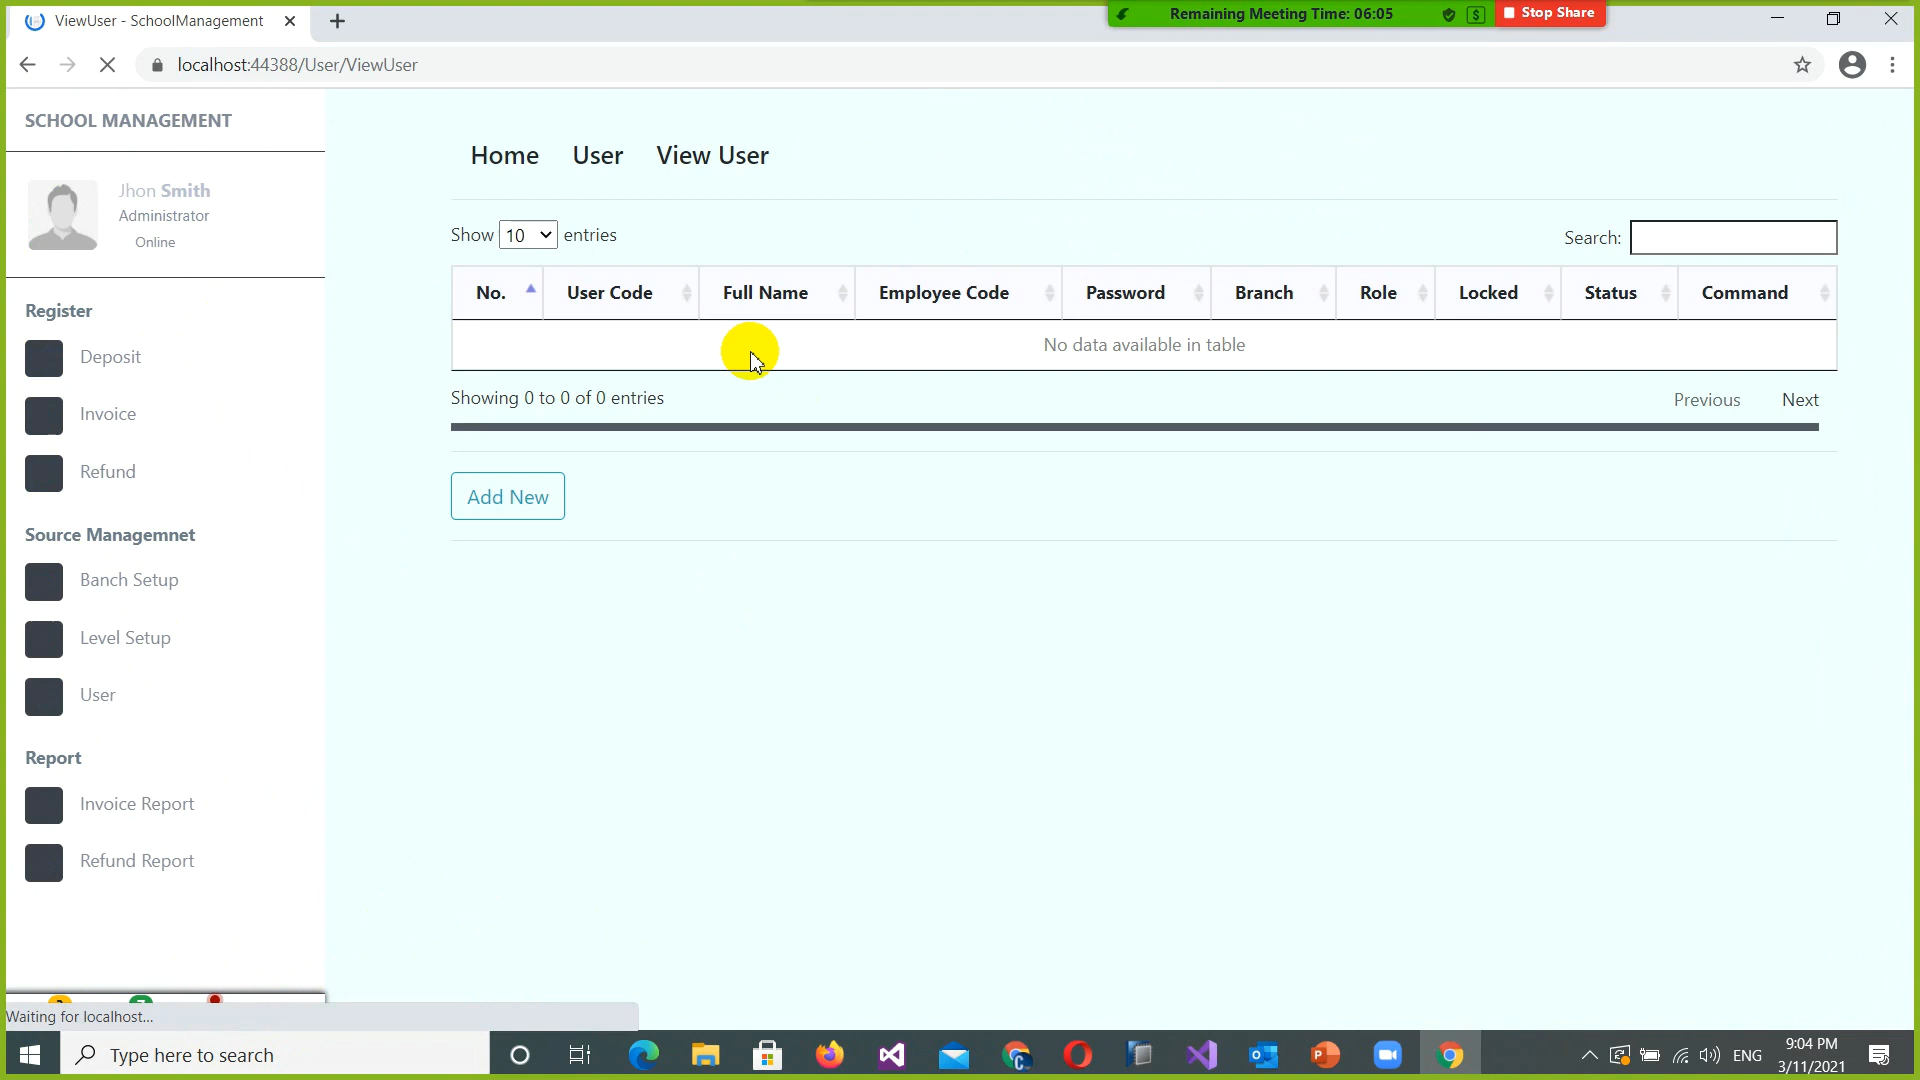 ViewUser - SchoolManagement
Remaining Meeting Time: 06:05
Stop Share
localhost:44388/User/ViewUser
SCHOOL MANAGEMENT
Jhon Smith
Administrator
Online
Register
Deposit
Invoice
Refund
Source Managemnet
Banch Setup
Level Setup
User
Report
Invoice Report
Refund Report
Home User View User
Show 10 entries
Search:
No. User Code Full Name Employee Code Password Branch Role Locked Status Command
No data available in table
Showing 0 to 0 of 0 entries
Previous Next
Add New
Waiting for localhost...
Type here to search
ENG
9:04 PM
3/11/2021